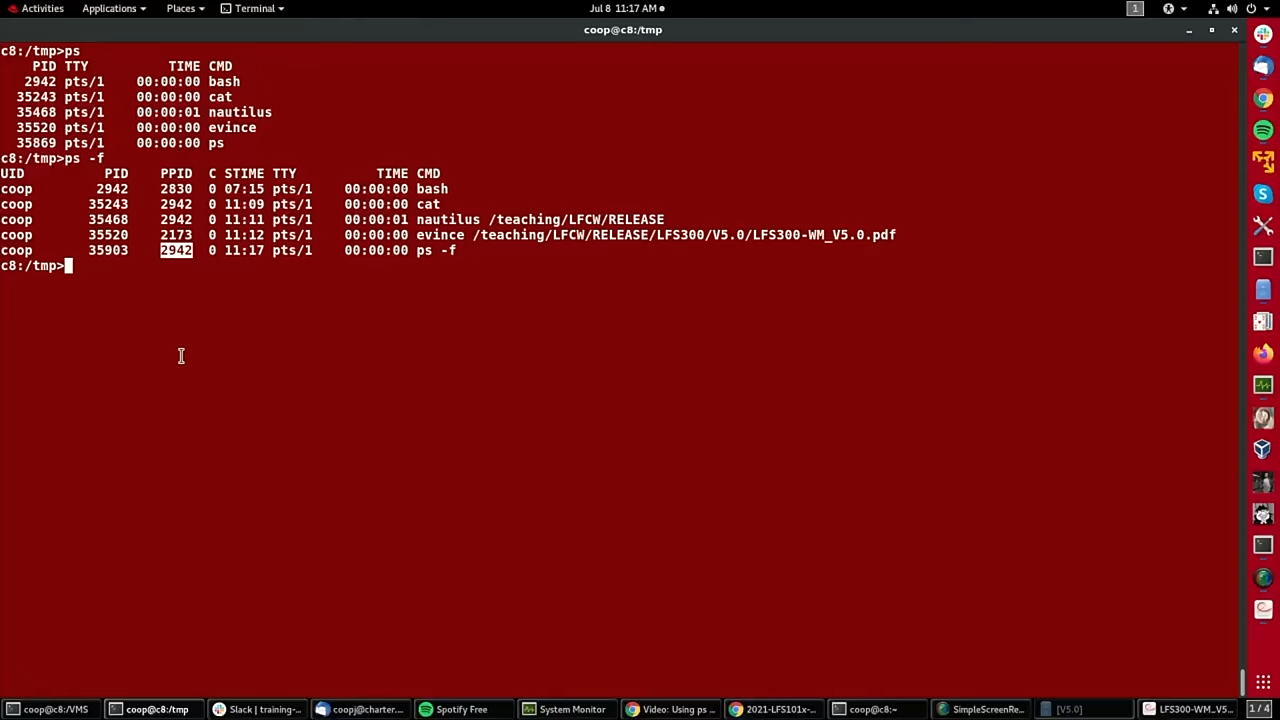 Activities Applications Places Terminal Jul 8 11:17 AM 1
coop@c8:/tmp
c8:/tmp>ps
PID TTY TIME CMD
2942 pts/1 00:00:00 bash
35243 pts/1 00:00:00 cat
35468 pts/1 00:00:01 nautilus
35520 pts/1 00:00:00 evince
35869 pts/1 00:00:00 ps
c8:/tmp>ps -f
UID PID PPID C STIME TTY TIME CMD
coop 2942 2830 0 07:15 pts/1 00:00:00 bash
coop 35243 2942 0 11:09 pts/1 00:00:00 cat
coop 35468 2942 0 11:11 pts/1 00:00:01 nautilus /teaching/LFCW/RELEASE
coop 35520 2173 0 11:12 pts/1 00:00:00 evince /teaching/LFCW/RELEASE/LFS300/V5.0/LFS300-WM_V5.0.pdf
coop 35903 2942 0 11:17 pts/1 00:00:00 ps -f
c8:/tmp>
coop@c8:/VMS coop@c8:/tmp Slack | training-... coopj@charter.... Spotify Free System Monitor Video: Using ps ... 2021-LFS101x-... coop@c8:~ SimpleScreenRe... [V5.0] LFS300-WM_V5... 1 / 4